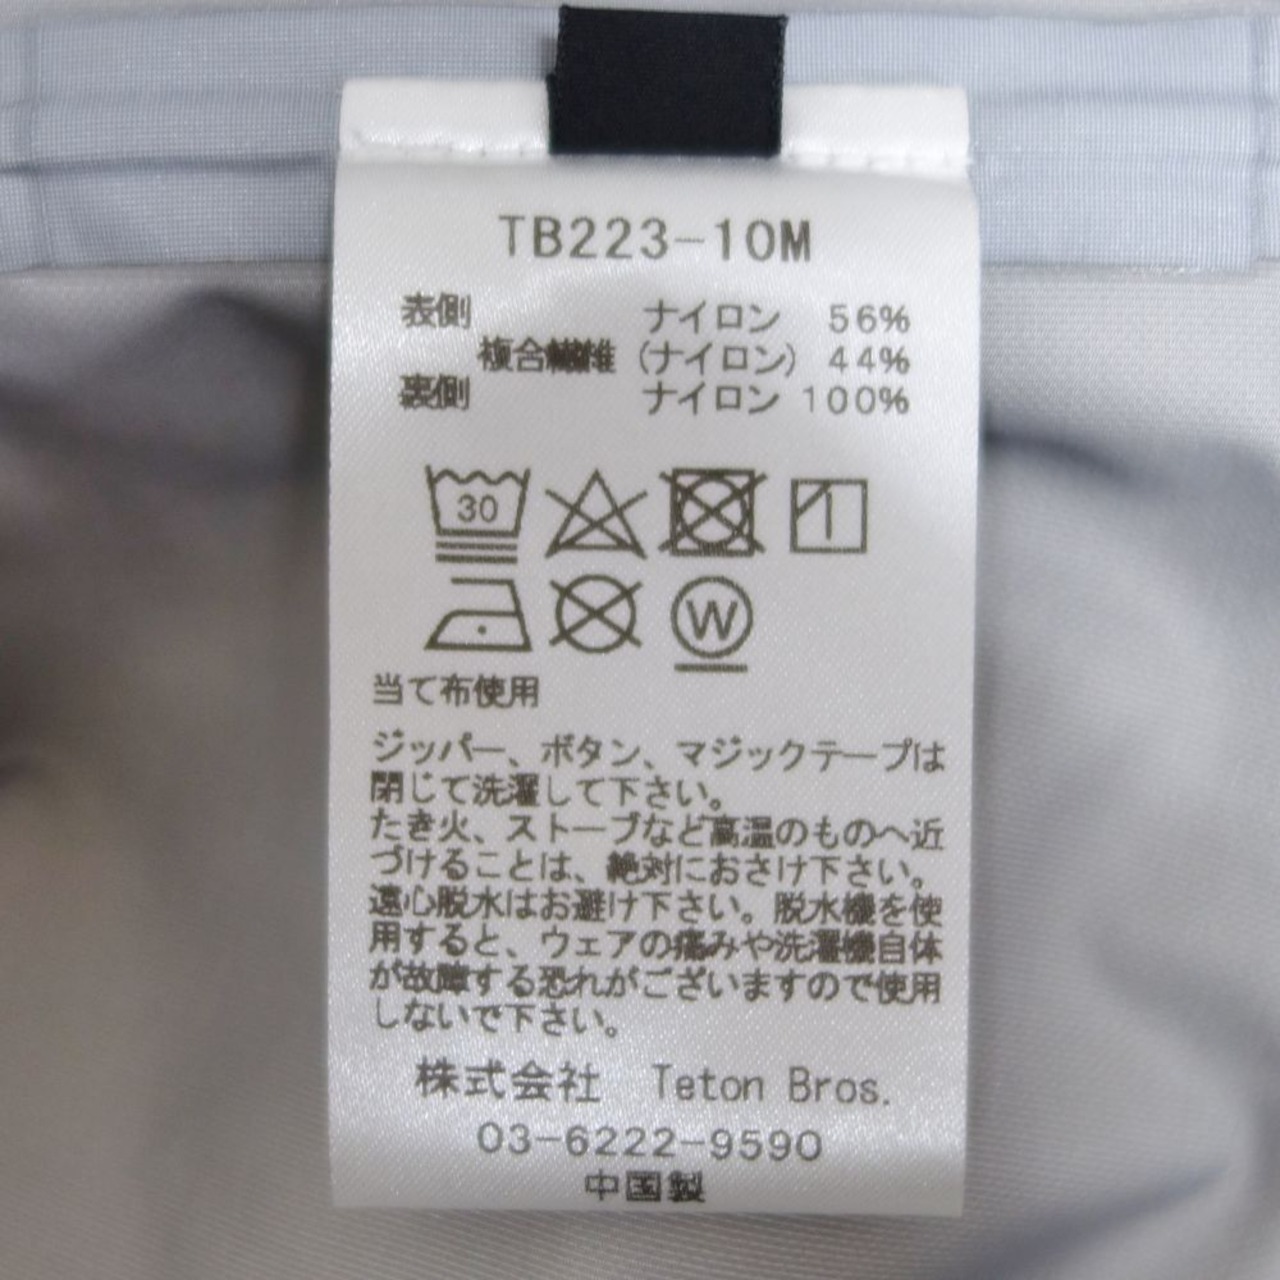 TB223-10M
表側 ナイロン 56%
複合繊維 (ナイロン) 44%
裏側 ナイロン 100%
30
W
当て布使用
ジッパー、ボタン、マジックテープは
閉じて洗濯して下さい。
たき火、ストーブなど高温のものへ近
づけることは、絶対におさけ下さい。
遠心脱水はお避け下さい。脱水機を使
用すると、ウェアの痛みや洗濯機自体
が故障する恐れがございますので使用
しないで下さい。
株式会社 Teton Bros.
03-6222-9590
中国製